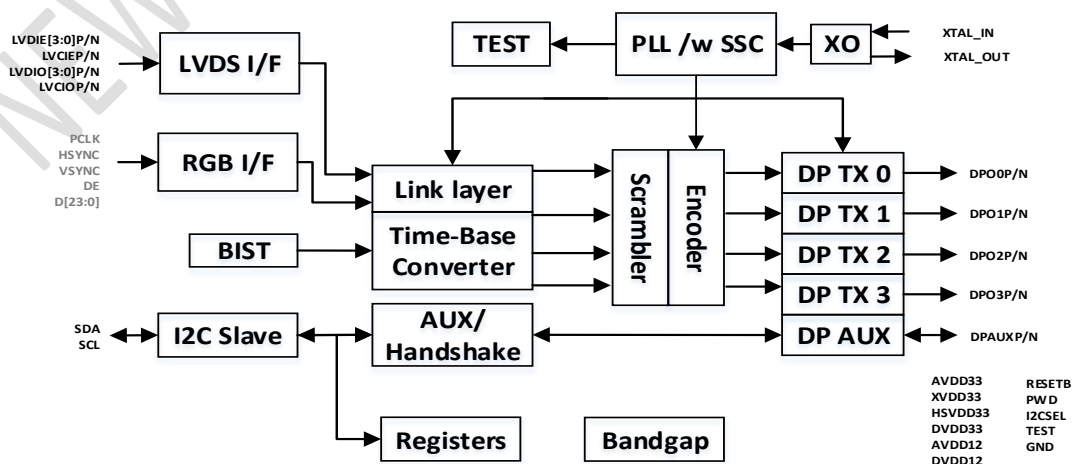 NEW
LVDIE[3:0]P/N
LVCIEP/N
LVDIO[3:0]P/N
LVCIOP/N
LVDS I/F
TEST
PLL /w SSC
XO
XTAL_IN
XTAL_OUT
PCLK
HSYNC
VSYNC
DE
D[23:0]
RGB I/F
BIST
Link layer
Time-Base
Converter
Scrambler
Encoder
DP TX 0
DP TX 1
DP TX 2
DP TX 3
DP AUX
DPO0P/N
DPO1P/N
DPO2P/N
DPO3P/N
DPAUXP/N
SDA
SCL
I2C Slave
AUX/
Handshake
Registers
Bandgap
AVDD33
XVDD33
HSVDD33
DVDD33
AVDD12
DVDD12
RESETB
PWD
I2CSEL
TEST
GND